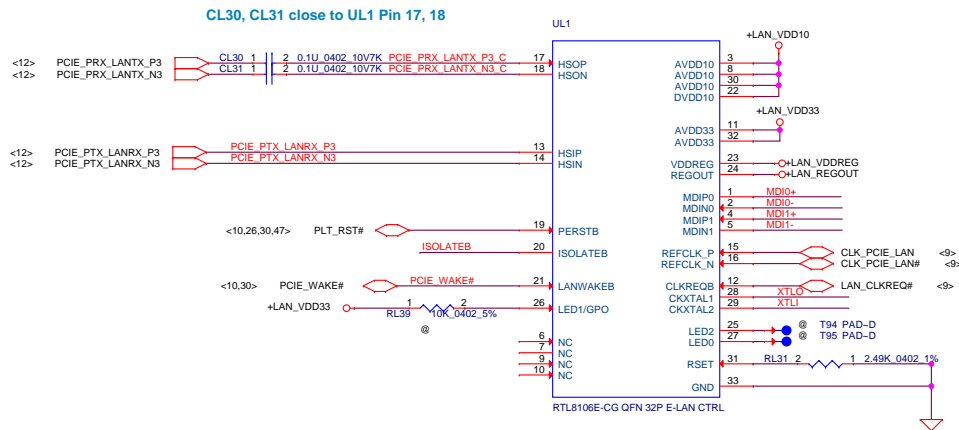 CL30, CL31 close to UL1 Pin 17, 18
UL1
+LAN_VDD10
<12> PCIE_PRX_LANTX_P3 CL30 1 2 0.1U_0402_10V7K PCIE_PRX_LANTX_P3_C 17 HSOP
<12> PCIE_PRX_LANTX_N3 CL31 1 2 0.1U_0402_10V7K PCIE_PRX_LANTX_N3_C 18 HSON
AVDD10 3
AVDD10 8
AVDD10 30
DVDD10 22
+LAN_VDD33
AVDD33 11
AVDD33 32
<12> PCIE_PTX_LANRX_P3 PCIE_PTX_LANRX_P3 13 HSIP
<12> PCIE_PTX_LANRX_N3 PCIE_PTX_LANRX_N3 14 HSIN
VDDREG 23 +LAN_VDDREG
REGOUT 24 +LAN_REGOUT
MDIP0 1 MDI0+
MDIN0 2 MDI0-
MDIP1 4 MDI1+
MDIN1 5 MDI1-
<10,26,30,47> PLT_RST# 19 PERSTB
ISOLATEB 20 ISOLATEB
REFCLK_P 15 CLK_PCIE_LAN <9>
REFCLK_N 16 CLK_PCIE_LAN# <9>
<10,30> PCIE_WAKE# PCIE_WAKE# 21 LANWAKEB
CLKREQB 12 LAN_CLKREQ# <9>
CKXTAL1 28 XTLO
CKXTAL2 29 XTLI
+LAN_VDD33 1 2 26 LED1/GPO
RL39 10K_0402_5%
@
LED2 25 @ T94 PAD~D
LED0 27 @ T95 PAD~D
6 NC
7 NC
9 NC
10 NC
RSET 31 RL31 2 1 2.49K_0402_1%
GND 33
RTL8106E-CG QFN 32P E-LAN CTRL